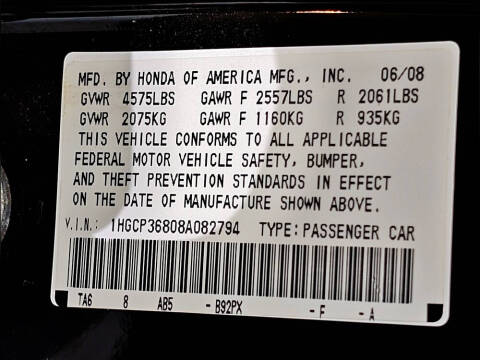 MFD. BY HONDA OF AMERICA MFG., INC. 06/08
GVWR 4575LBS GAWR F 2557LBS R 2061LBS
GVWR 2075KG GAWR F 1160KG R 935KG
THIS VEHICLE CONFORMS TO ALL APPLICABLE
FEDERAL MOTOR VEHICLE SAFETY, BUMPER,
AND THEFT PREVENTION STANDARDS IN EFFECT
ON THE DATE OF MANUFACTURE SHOWN ABOVE.
V.I.N.: 1HGCP36808A082794 TYPE: PASSENGER CAR
TA6 8 AB5 - B92PX - F - A